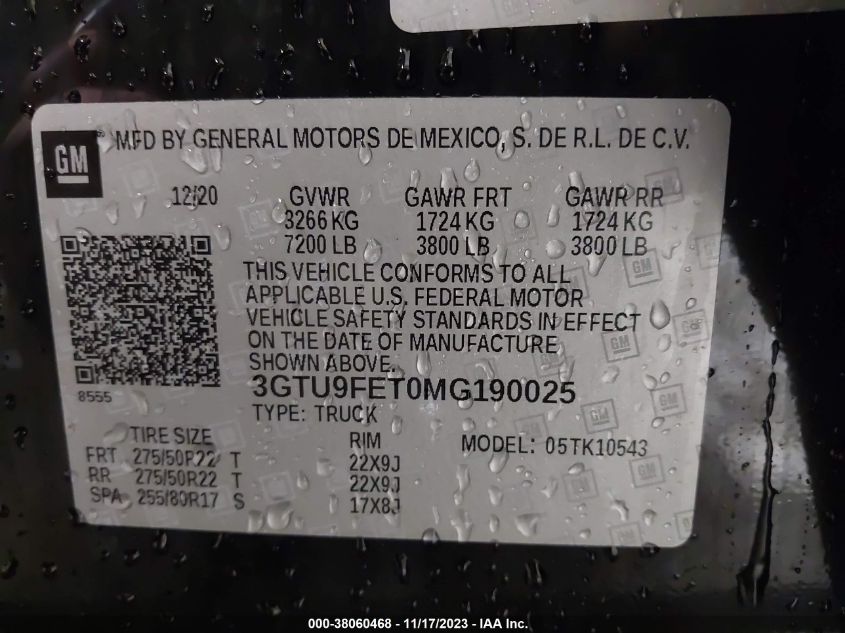 GM
MFD BY GENERAL MOTORS DE MEXICO, S. DE R.L. DE C.V.
12/20 GVWR GAWR FRT GAWR RR
3266 KG 1724 KG 1724 KG
7200 LB 3800 LB 3800 LB
THIS VEHICLE CONFORMS TO ALL
APPLICABLE U.S. FEDERAL MOTOR
VEHICLE SAFETY STANDARDS IN EFFECT
ON THE DATE OF MANUFACTURE
SHOWN ABOVE.
8555
3GTU9FET0MG190025
TYPE: TRUCK
TIRE SIZE RIM MODEL: 05TK10543
FRT 275/50R22 T 22X9J
RR 275/50R22 T 22X9J
SPA 255/80R17 S 17X8J
000-38060468 - 11/17/2023 - IAA Inc.